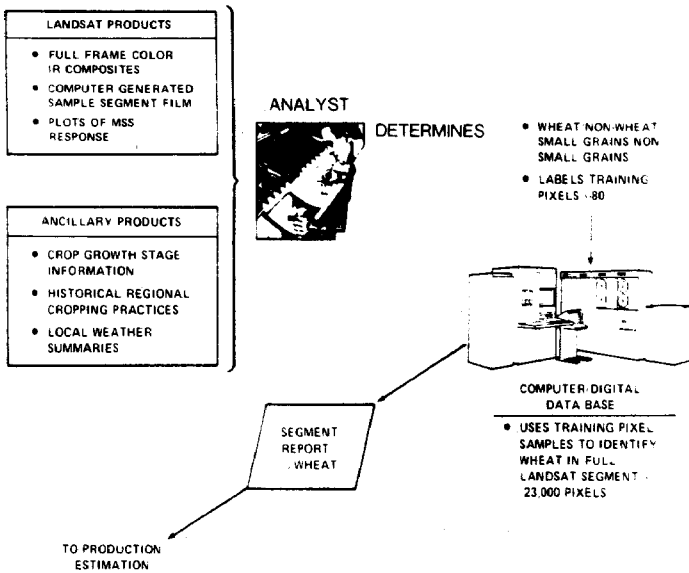 LANDSAT PRODUCTS
• FULL FRAME COLOR
IR COMPOSITES
• COMPUTER GENERATED
SAMPLE SEGMENT FILM
• PLOTS OF MSS
RESPONSE
ANCILLARY PRODUCTS
• CROP GROWTH STAGE
INFORMATION
• HISTORICAL REGIONAL
CROPPING PRACTICES
• LOCAL WEATHER
SUMMARIES
ANALYST
DETERMINES
• WHEAT NON-WHEAT
SMALL GRAINS NON
SMALL GRAINS
• LABELS TRAINING
PIXELS ~80
COMPUTER/DIGITAL
DATA BASE
• USES TRAINING PIXEL
SAMPLES TO IDENTIFY
WHEAT IN FULL
LANDSAT SEGMENT -
23,000 PIXELS
SEGMENT
REPORT
WHEAT
TO PRODUCTION
ESTIMATION